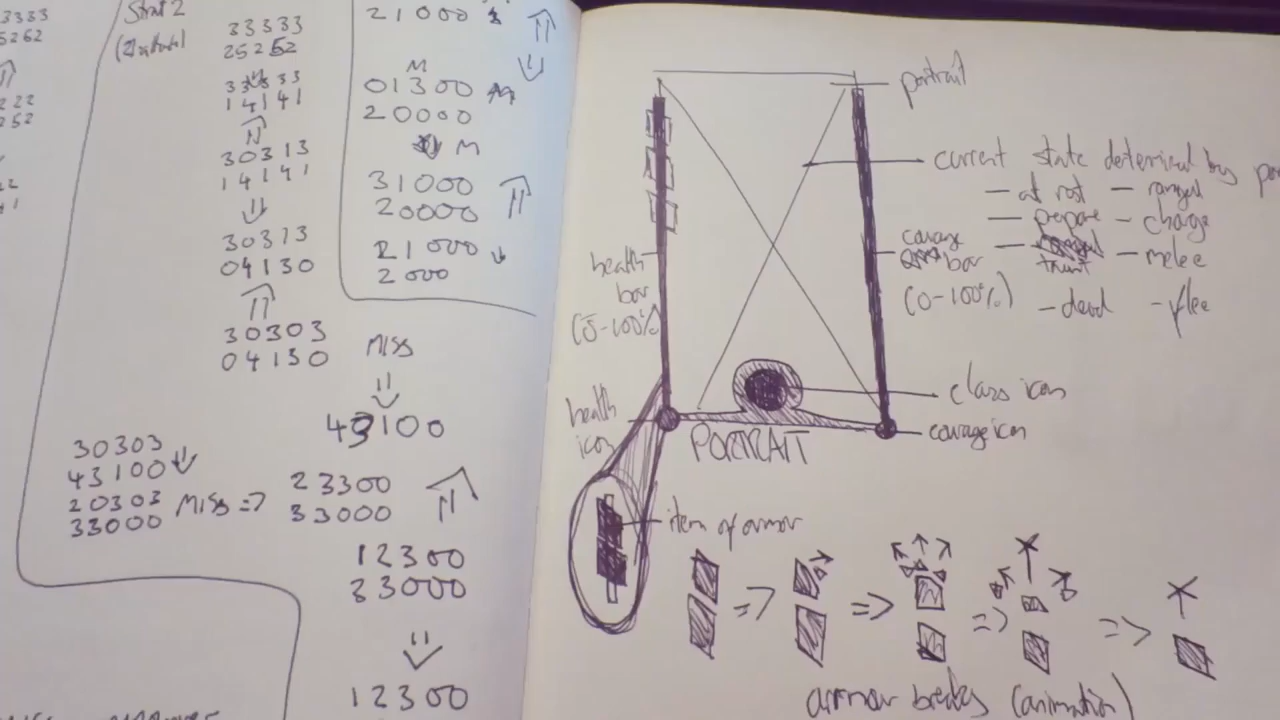 3333
5262
222
252
Strat 2
33333
25252
33333
14141
30313
14141
30313
04130
30303
04130
MISS
43100
30303
43100
20303
33000
MISS =>
23300
33000
12300
33000
12300
21000
M
01300
20000
M
31000
20000
21000
2000
portrait
current state determined by
- at rest - ranged
- prepare - charge
- taunt - melee
- dead - flee
courage
bar
(0-100%)
health
bar
(0-100%)
health
icon
class icon
courage icon
PORTRAIT
item of armor
=> => => =>
armor breaks (animation)